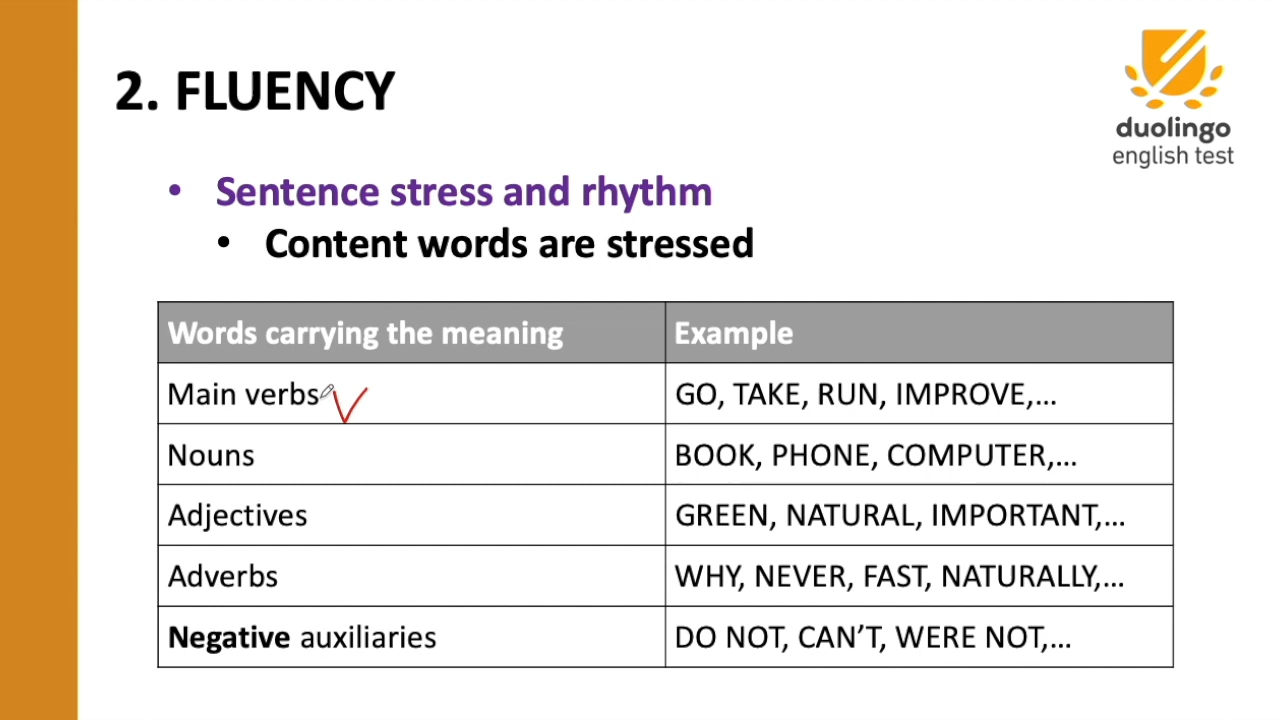 2. FLUENCY
duolingo
english test
• Sentence stress and rhythm
• Content words are stressed
Words carrying the meaning Example
Main verbs GO, TAKE, RUN, IMPROVE,...
Nouns BOOK, PHONE, COMPUTER,...
Adjectives GREEN, NATURAL, IMPORTANT,...
Adverbs WHY, NEVER, FAST, NATURALLY,...
Negative auxiliaries DO NOT, CAN’T, WERE NOT,...